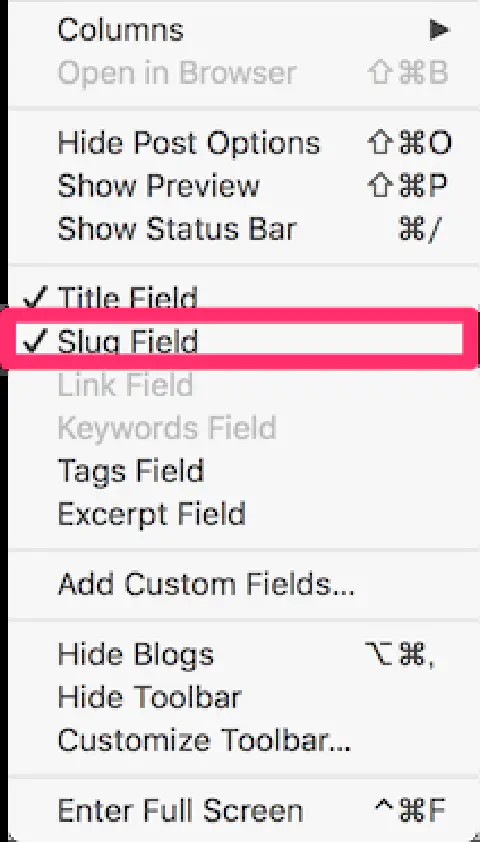 Columns ▶
Open in Browser ⇧⌘B
Hide Post Options ⇧⌘O
Show Preview ⇧⌘P
Show Status Bar ⌘/
✓ Title Field
✓ Slug Field
Link Field
Keywords Field
Tags Field
Excerpt Field
Add Custom Fields...
Hide Blogs ⌥⌘,
Hide Toolbar
Customize Toolbar...
Enter Full Screen ^⌘F